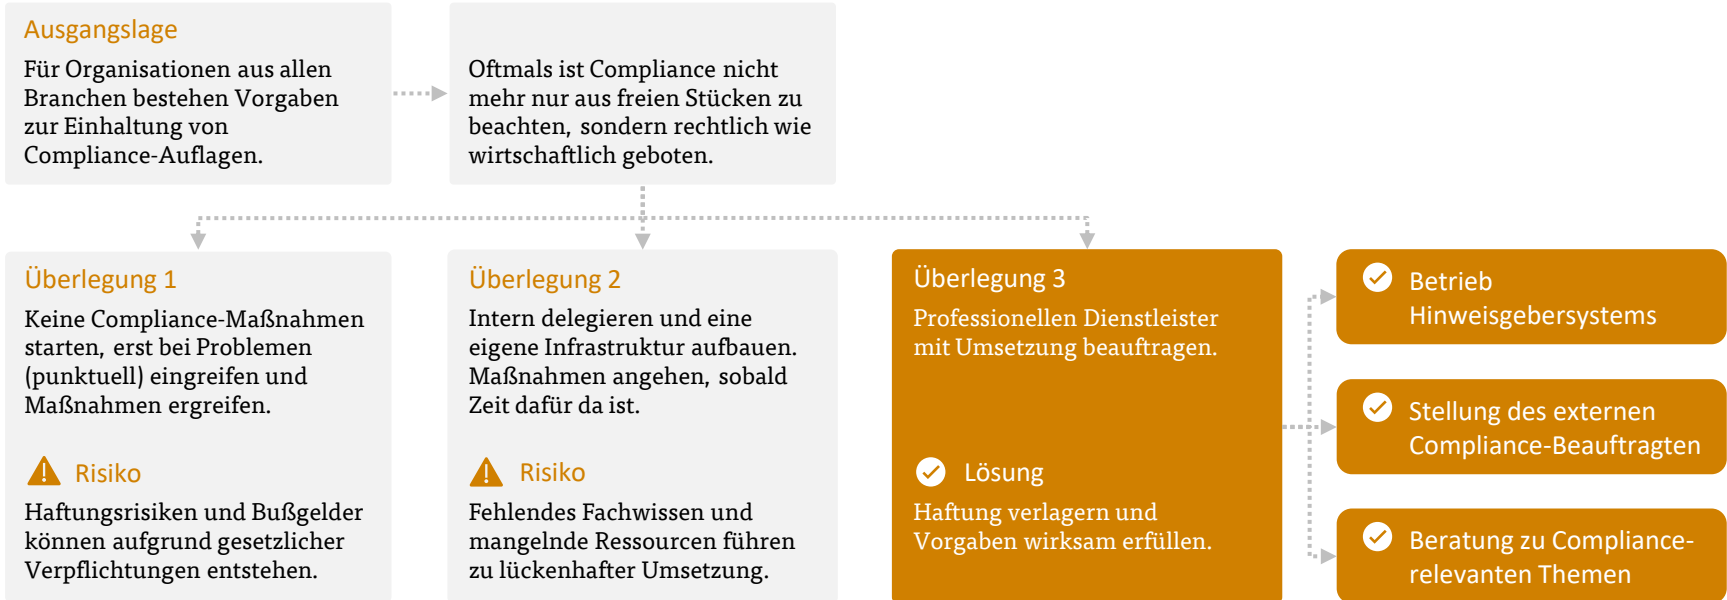 Ausgangslage
Für Organisationen aus allen
Branchen bestehen Vorgaben
zur Einhaltung von
Compliance-Auflagen.
Oftmals ist Compliance nicht
mehr nur aus freien Stücken zu
beachten, sondern rechtlich wie
wirtschaftlich geboten.
Überlegung 1
Keine Compliance-Maßnahmen
starten, erst bei Problemen
(punktuell) eingreifen und
Maßnahmen ergreifen.
Risiko
Haftungsrisiken und Bußgelder
können aufgrund gesetzlicher
Verpflichtungen entstehen.
Überlegung 2
Intern delegieren und eine
eigene Infrastruktur aufbauen.
Maßnahmen angehen, sobald
Zeit dafür da ist.
Risiko
Fehlendes Fachwissen und
mangelnde Ressourcen führen
zu lückenhafter Umsetzung.
Überlegung 3
Professionellen Dienstleister
mit Umsetzung beauftragen.
Lösung
Haftung verlagern und
Vorgaben wirksam erfüllen.
Betrieb
Hinweisgebersystems
Stellung des externen
Compliance-Beauftragten
Beratung zu Compliance-
relevanten Themen